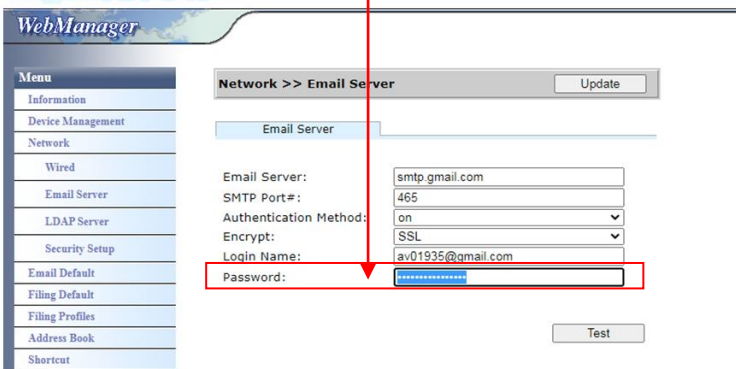 WebManager
Menu
Information
Device Management
Network
Wired
Email Server
LDAP Server
Security Setup
Email Default
Filing Default
Filing Profiles
Address Book
Shortcut
Network >> Email Server
Update
Email Server
Email Server: smtp.gmail.com
SMTP Port#: 465
Authentication Method: on
Encrypt: SSL
Login Name: av01935@gmail.com
Password: ••••••••••••••••
Test